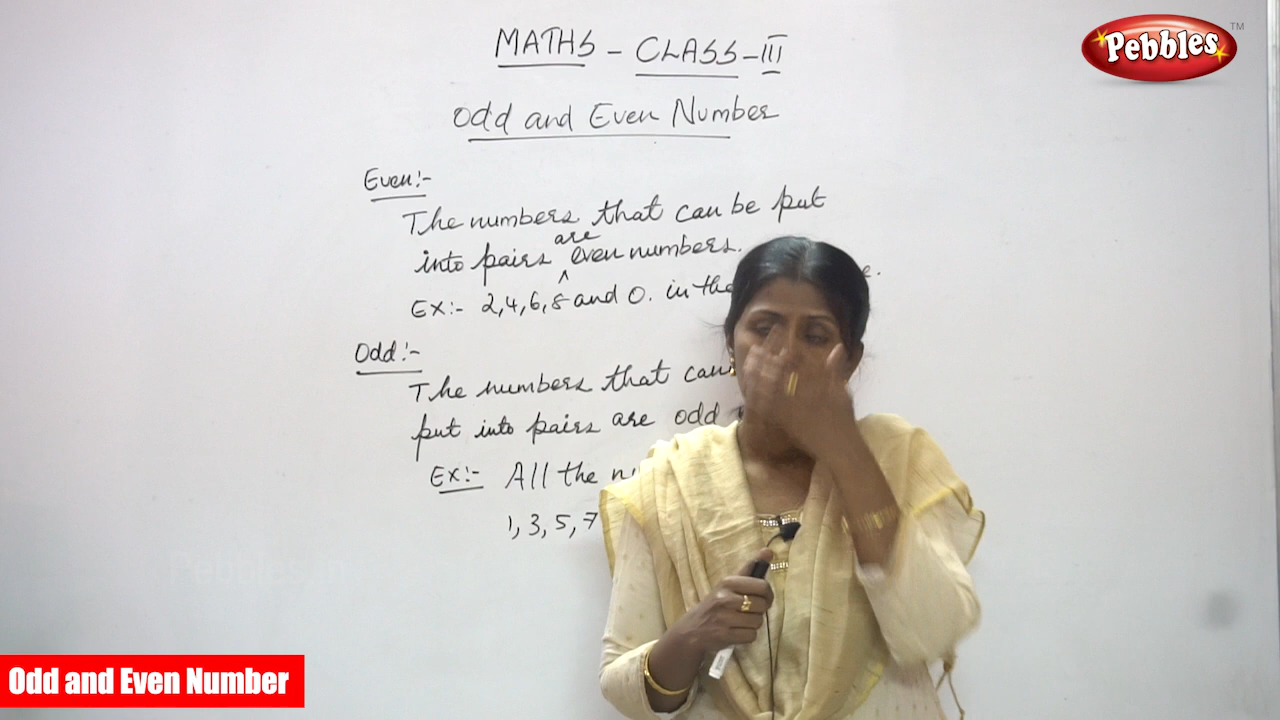 MATHS - CLASS - III
Pebbles TM
Odd and Even Number
Even:-
The numbers that can be put
into pairs are even numbers.
EX:- 2,4,6,8 and 0. in the
Odd:-
The numbers that
put into pairs are odd
EX:- All the
1, 3, 5, 7
Odd and Even Number